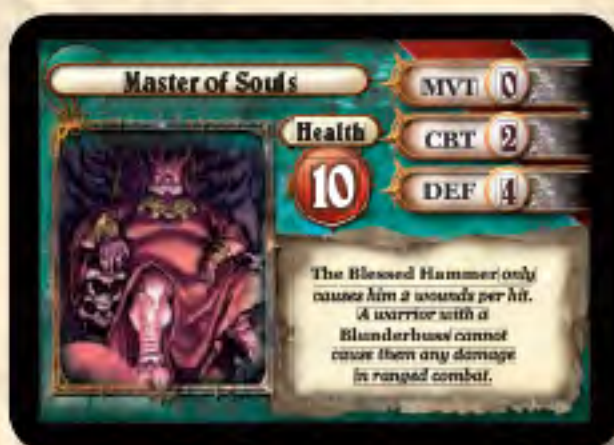 Master of Souls
MVT 0
Health
10
CBT 2
DEF 4
The Blessed Hammer only
causes him 2 wounds per hit.
A warrior with a
Blunderbuss cannot
cause them any damage
in ranged combat.